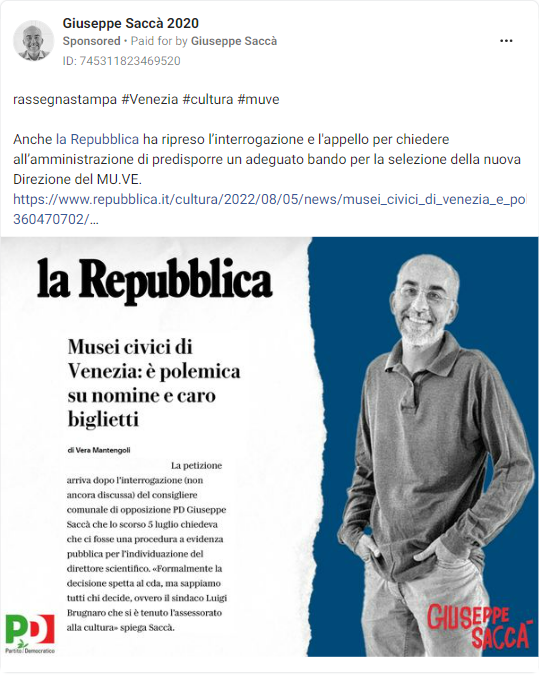 Giuseppe Saccà 2020
Sponsored • Paid for by Giuseppe Saccà
ID: 745311823469520
rassegnastampa #Venezia #cultura #muve
Anche la Repubblica ha ripreso l'interrogazione e l'appello per chiedere
all'amministrazione di predisporre un adeguato bando per la selezione della nuova
Direzione del MU.VE.
https://www.repubblica.it/cultura/2022/08/05/news/musei_civici_di_venezia_e_pol
360470702/...
la Repubblica
Musei civici di
Venezia: è polemica
su nomine e caro
biglietti
di Vera Mantengoli
La petizione
arriva dopo l'interrogazione (non
ancora discussa) del consigliere
comunale di opposizione PD Giuseppe
Saccà che lo scorso 5 luglio chiedeva
che ci fosse una procedura a evidenza
pubblica per l'individuazione del
direttore scientifico. «Formalmente la
decisione spetta al cda, ma sappiamo
tutti chi decide, ovvero il sindaco Luigi
Brugnaro che si è tenuto l'assessorato
alla cultura» spiega Saccà.
PD
Partito Democratico
GIUSEPPE
SACCÀ